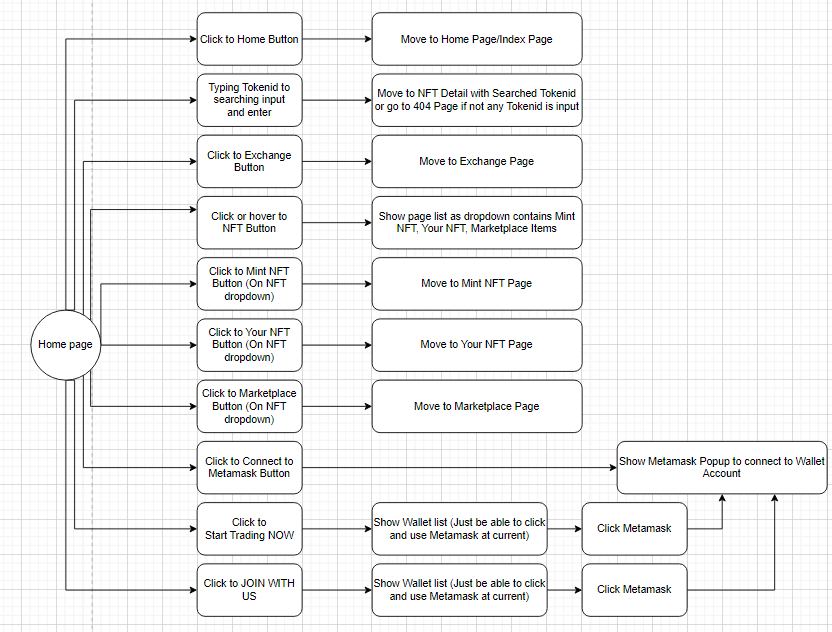 Click to Home Button
Move to Home Page/Index Page
Typing Tokenid to
searching input
and enter
Move to NFT Detail with Searched Tokenid
or go to 404 Page if not any Tokenid is input
Click to Exchange
Button
Move to Exchange Page
Click or hover to
NFT Button
Show page list as dropdown contains Mint
NFT, Your NFT, Marketplace Items
Click to Mint NFT
Button (On NFT
dropdown)
Move to Mint NFT Page
Home page
Click to Your NFT
Button (On NFT
dropdown)
Move to Your NFT Page
Click to Marketplace
Button (On NFT
dropdown)
Move to Marketplace Page
Click to Connect to
Metamask Button
Show Metamask Popup to connect to Wallet
Account
Click to
Start Trading NOW
Show Wallet list (Just be able to click
and use Metamask at current)
Click Metamask
Click to JOIN WITH
US
Show Wallet list (Just be able to click
and use Metamask at current)
Click Metamask